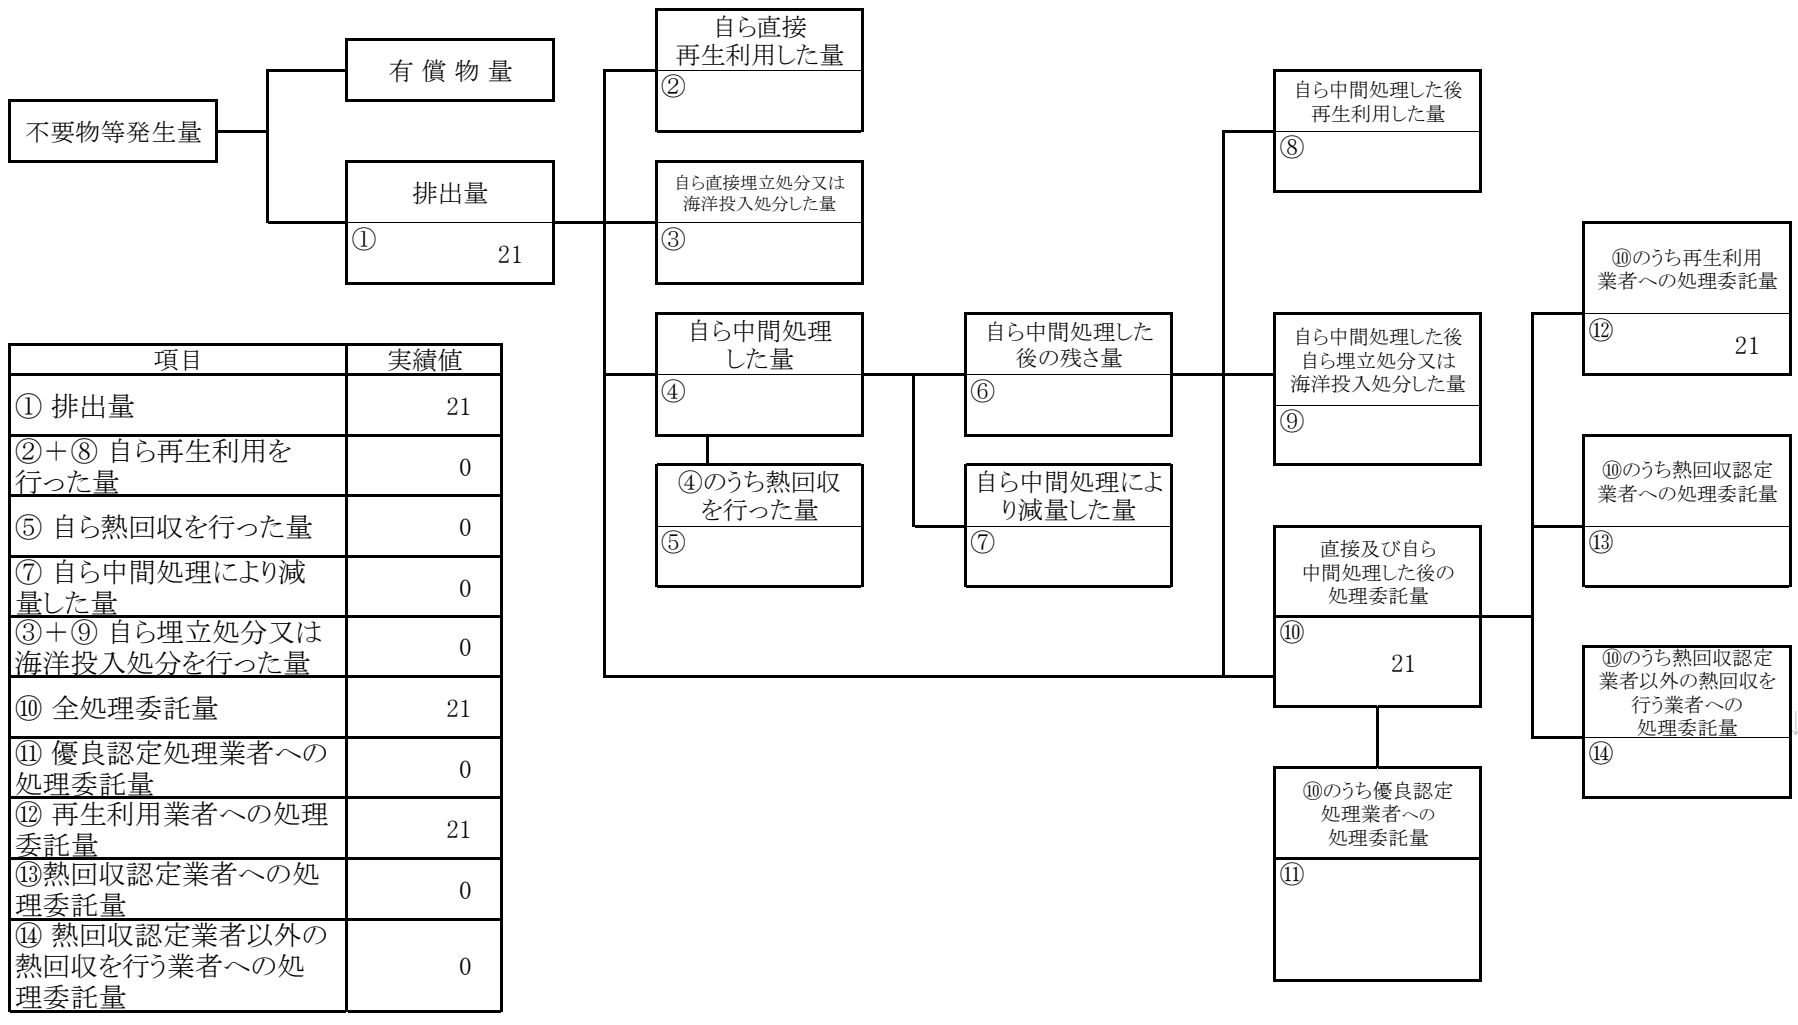 不要物等発生量
有償物量
排出量
①
21
自ら直接
再生利用した量
②
自ら直接埋立処分又は
海洋投入処分した量
③
自ら中間処理
した量
④
④のうち熱回収
を行った量
⑤
自ら中間処理した
後の残さ量
⑥
自ら中間処理によ
り減量した量
⑦
自ら中間処理した後
再生利用した量
⑧
自ら中間処理した後
自ら埋立処分又は
海洋投入処分した量
⑨
直接及び自ら
中間処理した後の
処理委託量
⑩
21
⑩のうち優良認定
処理業者への
処理委託量
⑪
⑩のうち再生利用
業者への処理委託量
⑫
21
⑩のうち熱回収認定
業者への処理委託量
⑬
⑩のうち熱回収認定
業者以外の熱回収を
行う業者への
処理委託量
⑭
項目 実績値
① 排出量 21
②＋⑧ 自ら再生利用を
行った量 0
⑤ 自ら熱回収を行った量 0
⑦ 自ら中間処理により減
量した量 0
③＋⑨ 自ら埋立処分又は
海洋投入処分を行った量 0
⑩ 全処理委託量 21
⑪ 優良認定処理業者への
処理委託量 0
⑫ 再生利用業者への処理
委託量 21
⑬熱回収認定業者への処
理委託量 0
⑭ 熱回収認定業者以外の
熱回収を行う業者への処
理委託量 0